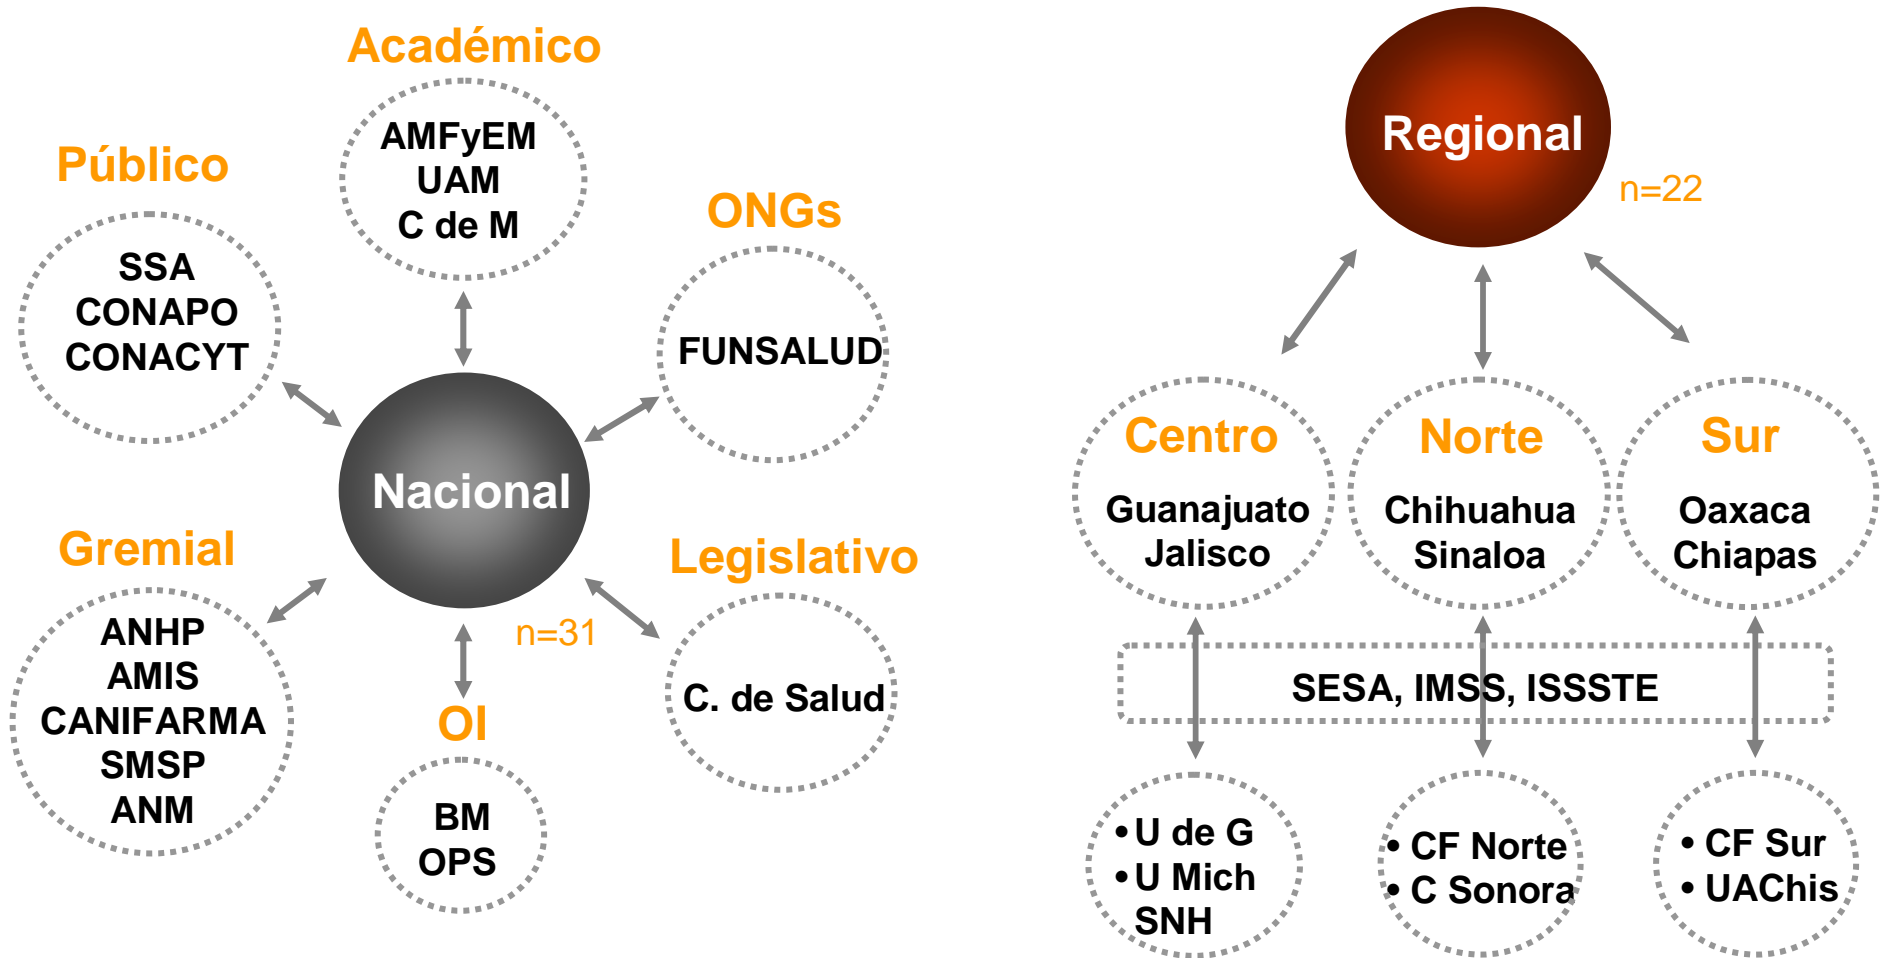 Académico
AMFyEM
UAM
C de M
Público
SSA
CONAPO
CONACYT
ONGs
FUNSALUD
Nacional
n=31
Gremial
ANHP
AMIS
CANIFARMA
SMSP
ANM
OI
BM
OPS
Legislativo
C. de Salud
Regional
n=22
Centro
Guanajuato
Jalisco
Norte
Chihuahua
Sinaloa
Sur
Oaxaca
Chiapas
SESA, IMSS, ISSSTE
• U de G
• U Mich
SNH
• CF Norte
• C Sonora
• CF Sur
• UAChis